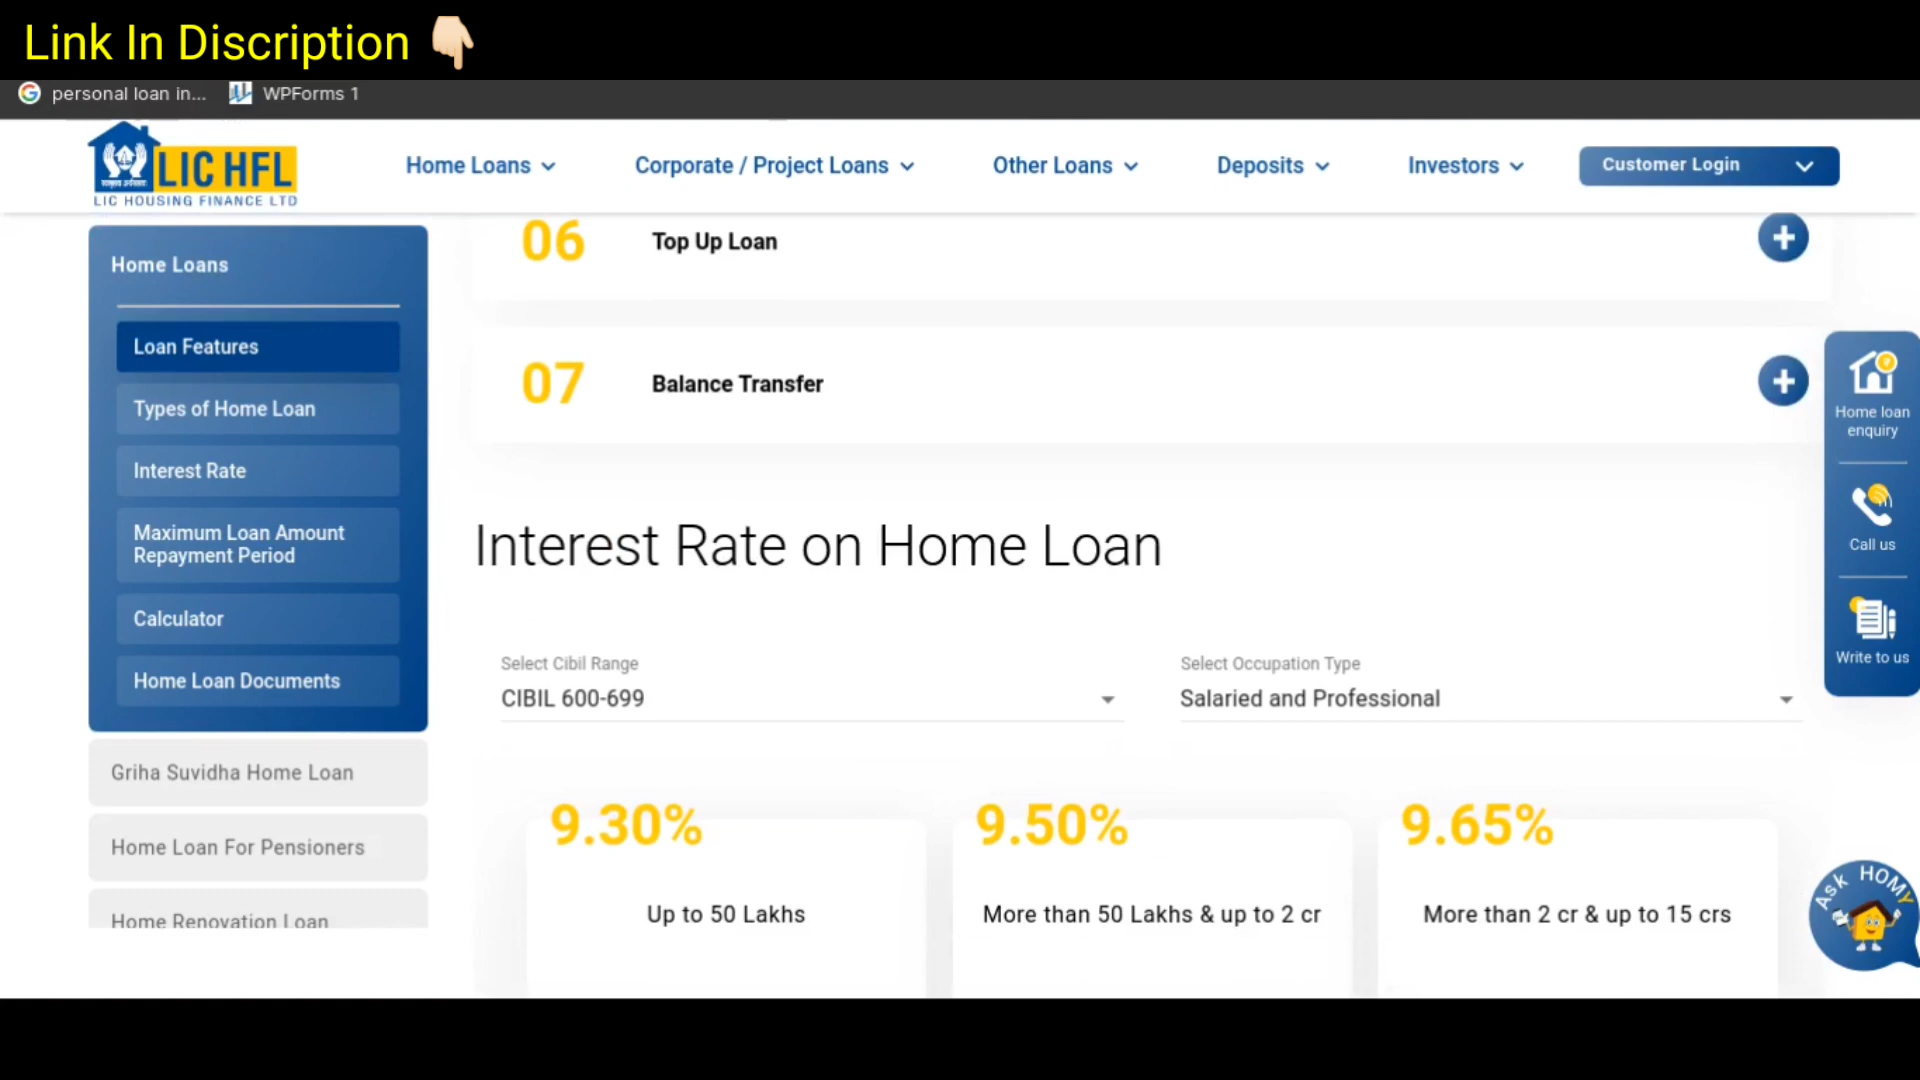 Link In Discription
personal loan in...
WPForms 1
LIC HFL
LIC HOUSING FINANCE LTD
Home Loans
Corporate / Project Loans
Other Loans
Deposits
Investors
Customer Login
Home Loans
Loan Features
Types of Home Loan
Interest Rate
Maximum Loan Amount
Repayment Period
Calculator
Home Loan Documents
Griha Suvidha Home Loan
Home Loan For Pensioners
Home Renovation Loan
06 Top Up Loan
07 Balance Transfer
Interest Rate on Home Loan
Select Cibil Range
CIBIL 600-699
Select Occupation Type
Salaried and Professional
9.30%
Up to 50 Lakhs
9.50%
More than 50 Lakhs & up to 2 cr
9.65%
More than 2 cr & up to 15 crs
Home loan
enquiry
Call us
Write to us
Ask HOMY